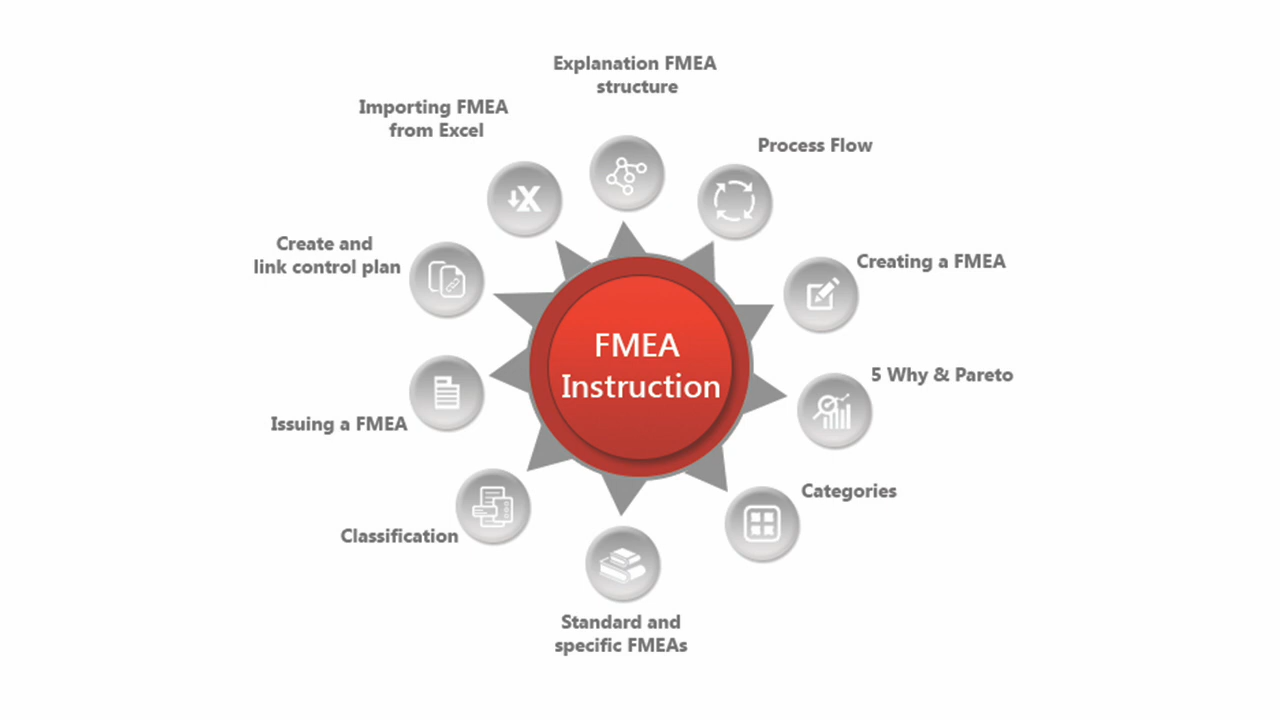 Explanation FMEA
structure
Importing FMEA
from Excel
Process Flow
Create and
link control plan
Creating a FMEA
FMEA
Instruction
5 Why & Pareto
Issuing a FMEA
Categories
Classification
Standard and
specific FMEAs